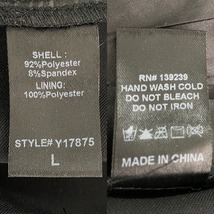 SHELL :
92%Polyester
8%Spandex
LINING:
100%Polyester
STYLE# Y17875
L
RN# 139239
HAND WASH COLD
DO NOT BLEACH
DO NOT IRON
MADE IN CHINA